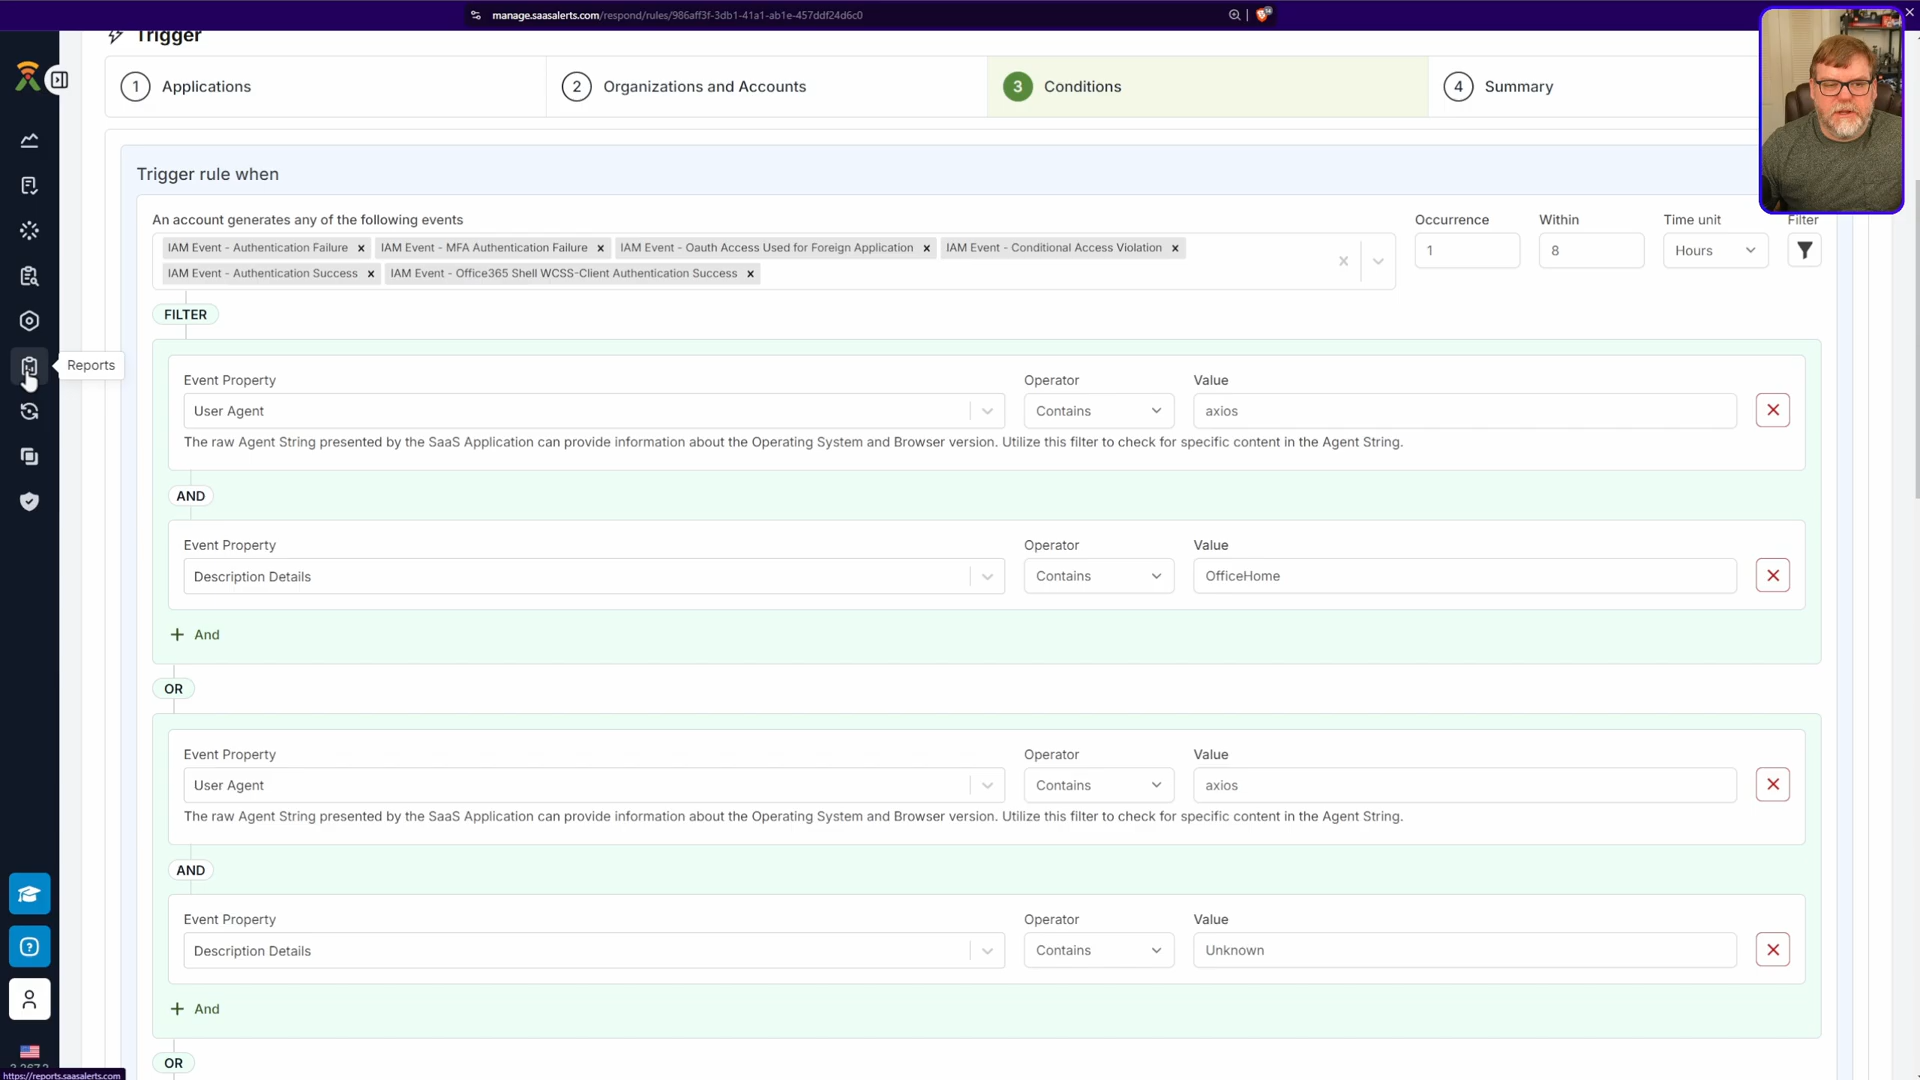 manage.saasalerts.com/respond/rules/986aff3f-3db1-41a1-ab1e-457ddf24d6c0
Trigger
1 Applications
2 Organizations and Accounts
3 Conditions
4 Summary
Trigger rule when
An account generates any of the following events
Occurrence
Within
Time unit
Filter
IAM Event - Authentication Failure x
IAM Event - MFA Authentication Failure x
IAM Event - Oauth Access Used for Foreign Application x
IAM Event - Conditional Access Violation x
IAM Event - Authentication Success x
IAM Event - Office365 Shell WCSS-Client Authentication Success x
1
8
Hours
FILTER
Reports
Event Property
Operator
Value
User Agent
Contains
axios
The raw Agent String presented by the SaaS Application can provide information about the Operating System and Browser version. Utilize this filter to check for specific content in the Agent String.
AND
Event Property
Operator
Value
Description Details
Contains
OfficeHome
+ And
OR
Event Property
Operator
Value
User Agent
Contains
axios
The raw Agent String presented by the SaaS Application can provide information about the Operating System and Browser version. Utilize this filter to check for specific content in the Agent String.
AND
Event Property
Operator
Value
Description Details
Contains
Unknown
+ And
OR
https://reports.saasalerts.com